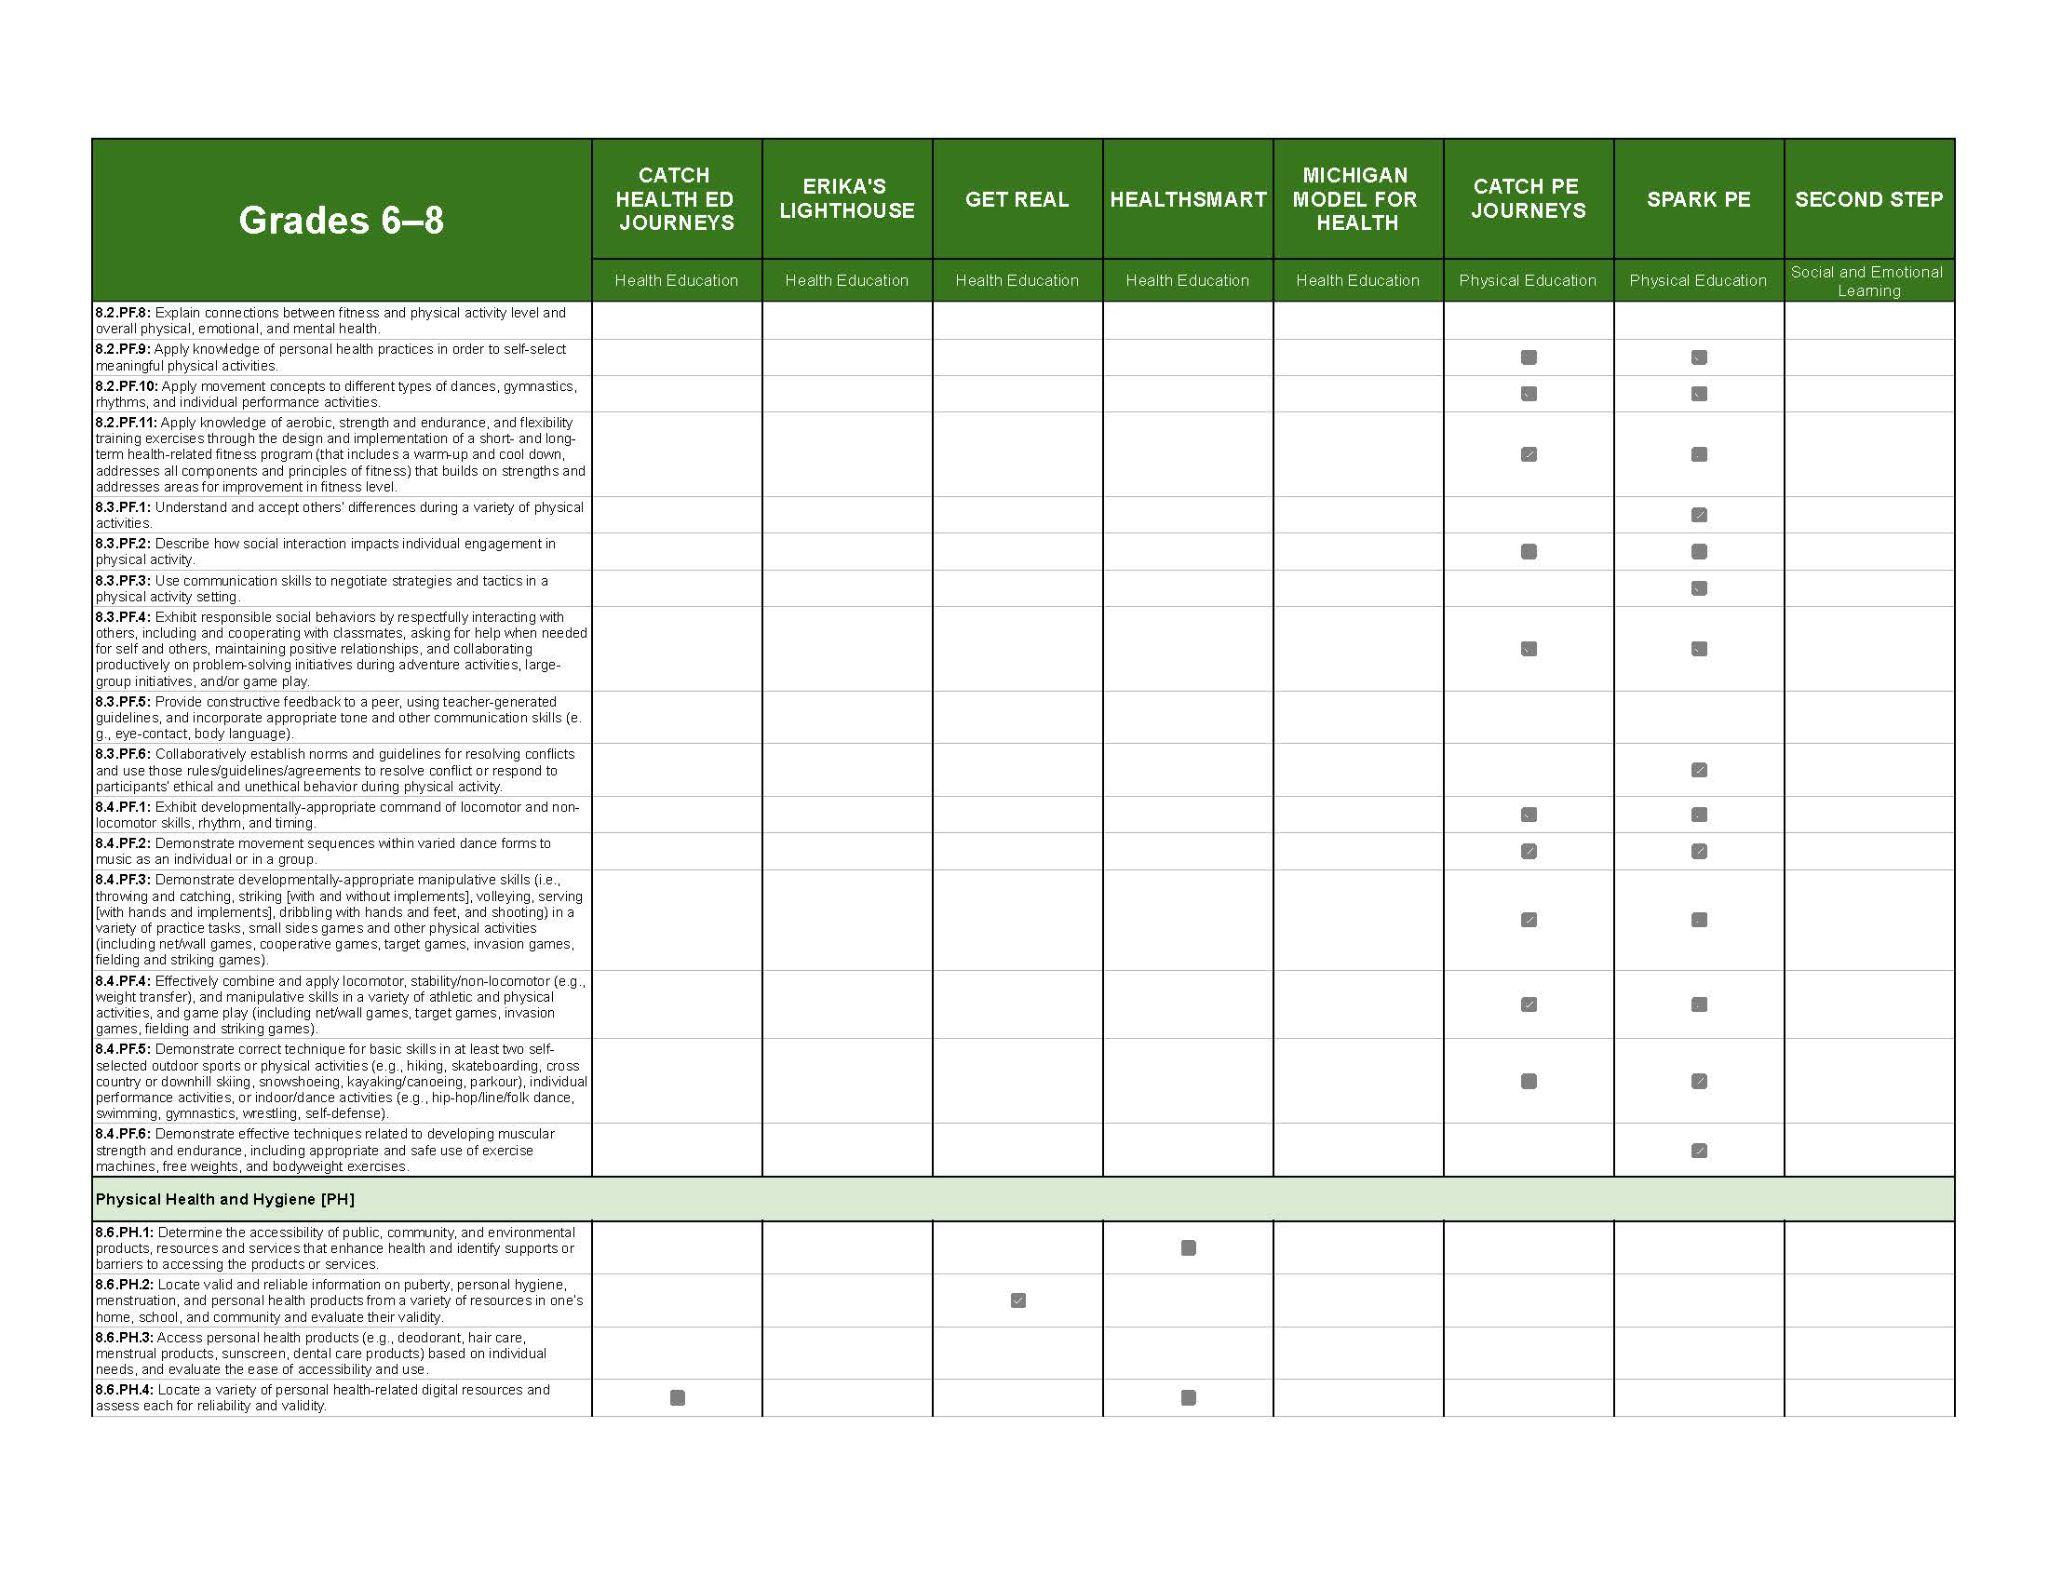 Grades 6–8
CATCH
HEALTH ED
JOURNEYS
ERIKA'S
LIGHTHOUSE
GET REAL
HEALTHSMART
MICHIGAN
MODEL FOR
HEALTH
CATCH PE
JOURNEYS
SPARK PE
SECOND STEP
Health Education
Health Education
Health Education
Health Education
Health Education
Physical Education
Physical Education
Social and Emotional
Learning
8.2.PF.8: Explain connections between fitness and physical activity level and
overall physical, emotional, and mental health.
8.2.PF.9: Apply knowledge of personal health practices in order to self-select
meaningful physical activities.
8.2.PF.10: Apply movement concepts to different types of dances, gymnastics,
rhythms, and individual performance activities.
8.2.PF.11: Apply knowledge of aerobic, strength and endurance, and flexibility
training exercises through the design and implementation of a short- and long-
term health-related fitness program (that includes a warm-up and cool down,
addresses all components and principles of fitness) that builds on strengths and
addresses areas for improvement in fitness level.
8.3.PF.1: Understand and accept others' differences during a variety of physical
activities.
8.3.PF.2: Describe how social interaction impacts individual engagement in
physical activity.
8.3.PF.3: Use communication skills to negotiate strategies and tactics in a
physical activity setting.
8.3.PF.4: Exhibit responsible social behaviors by respectfully interacting with
others, including and cooperating with classmates, asking for help when needed
for self and others, maintaining positive relationships, and collaborating
productively on problem-solving initiatives during adventure activities, large-
group initiatives, and/or game play.
8.3.PF.5: Provide constructive feedback to a peer, using teacher-generated
guidelines, and incorporate appropriate tone and other communication skills (e.
g., eye-contact, body language).
8.3.PF.6: Collaboratively establish norms and guidelines for resolving conflicts
and use those rules/guidelines/agreements to resolve conflict or respond to
participants' ethical and unethical behavior during physical activity.
8.4.PF.1: Exhibit developmentally-appropriate command of locomotor and non-
locomotor skills, rhythm, and timing.
8.4.PF.2: Demonstrate movement sequences within varied dance forms to
music as an individual or in a group.
8.4.PF.3: Demonstrate developmentally-appropriate manipulative skills (i.e.,
throwing and catching, striking [with and without implements], volleying, serving
[with hands and implements], dribbling with hands and feet, and shooting) in a
variety of practice tasks, small sides games and other physical activities
(including net/wall games, cooperative games, target games, invasion games,
fielding and striking games).
8.4.PF.4: Effectively combine and apply locomotor, stability/non-locomotor (e.g.,
weight transfer), and manipulative skills in a variety of athletic and physical
activities, and game play (including net/wall games, target games, invasion
games, fielding and striking games).
8.4.PF.5: Demonstrate correct technique for basic skills in at least two self-
selected outdoor sports or physical activities (e.g., hiking, skateboarding, cross
country or downhill skiing, snowshoeing, kayaking/canoeing, parkour), individual
performance activities, or indoor/dance activities (e.g., hip-hop/line/folk dance,
swimming, gymnastics, wrestling, self-defense).
8.4.PF.6: Demonstrate effective techniques related to developing muscular
strength and endurance, including appropriate and safe use of exercise
machines, free weights, and bodyweight exercises.
Physical Health and Hygiene [PH]
8.6.PH.1: Determine the accessibility of public, community, and environmental
products, resources and services that enhance health and identify supports or
barriers to accessing the products or services.
8.6.PH.2: Locate valid and reliable information on puberty, personal hygiene,
menstruation, and personal health products from a variety of resources in one's
home, school, and community and evaluate their validity.
8.6.PH.3: Access personal health products (e.g., deodorant, hair care,
menstrual products, sunscreen, dental care products) based on individual
needs, and evaluate the ease of accessibility and use.
8.6.PH.4: Locate a variety of personal health-related digital resources and
assess each for reliability and validity.